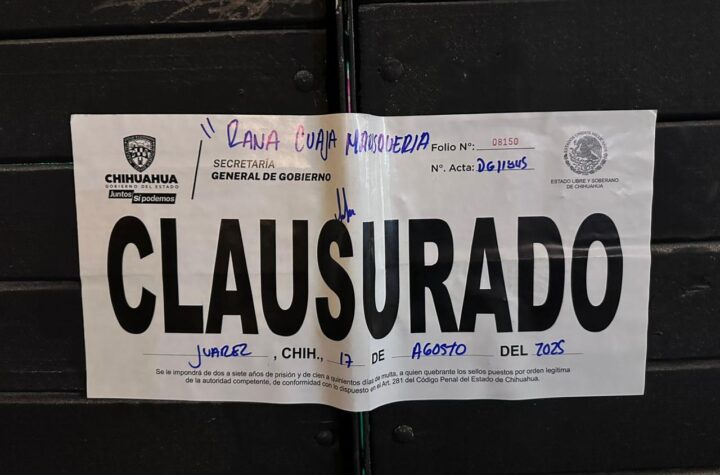 " RANA CUAJA MAUSQUERIA
Folio Nº: 08150
CHIHUAHUA
GOBIERNO DEL ESTADO
Juntos Sí podemos
SECRETARÍA
GENERAL DE GOBIERNO
Nº. Acta:
ESTADO LIBRE Y SOBERANO
DE CHIHUAHUA
CLAUSURADO
JUAREZ, CHIH., 17 DE AGOSTO DEL 2025
Se le impondrá de dos a siete años de prisión y de cien a quinientos días de multa, a quien quebrante los sellos puestos por orden legítima
de la autoridad competente, de conformidad con lo dispuesto en el Art. 281 del Código Penal del Estado de Chihuahua.